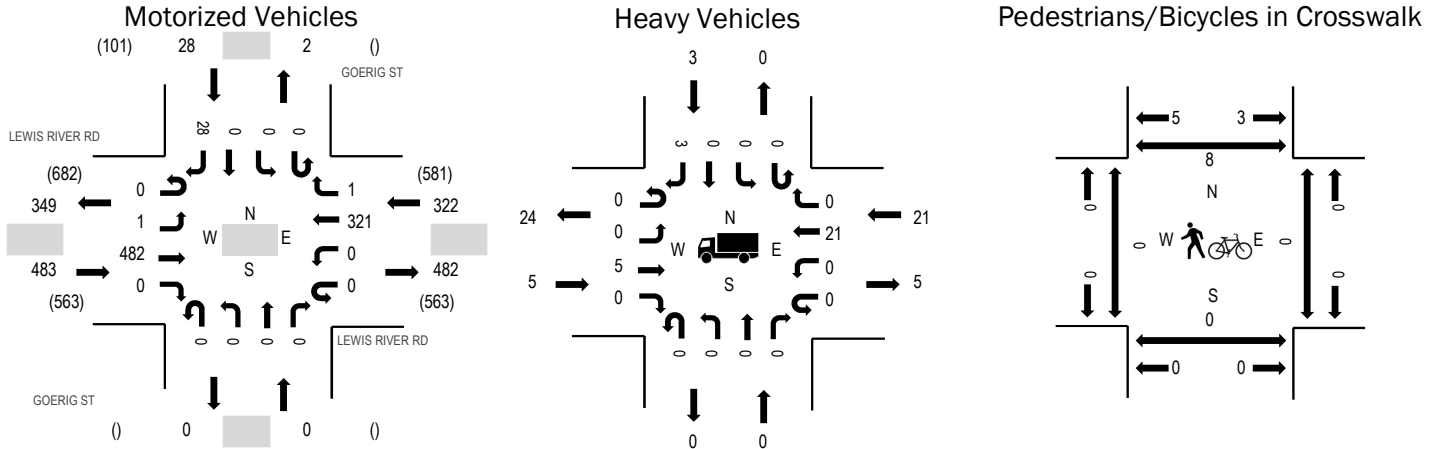 Motorized Vehicles
(101) 28 2 ()
GOERIG ST
LEWIS RIVER RD
28 0 0 0
(682) 349
0
1
482
0
483 (563)
N
W E
S
1
321
0
0
(581)
322
482
(563)
0 0 0 0
LEWIS RIVER RD
GOERIG ST
() 0 0 ()
Heavy Vehicles
3 0
3 0 0 0
24
0
0
5
0
5
N
W E
S
0
21
0
0
21
5
0 0 0 0
0 0
Pedestrians/Bicycles in Crosswalk
5 3
8
N
0 0 W E 0 0
0 0
S
0
0 0